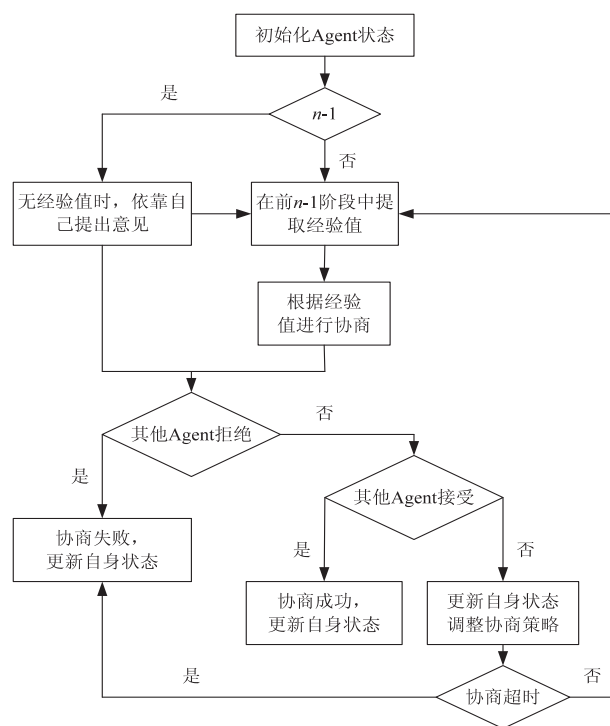 初始化Agent状态
是
n-1
否
无经验值时，依靠自
己提出意见
在前n-1阶段中提
取经验值
根据经验
值进行协商
其他Agent拒绝
否
是
其他Agent接受
协商失败，
更新自身状态
是
否
协商成功，
更新自身状态
更新自身状态
调整协商策略
是
协商超时
否